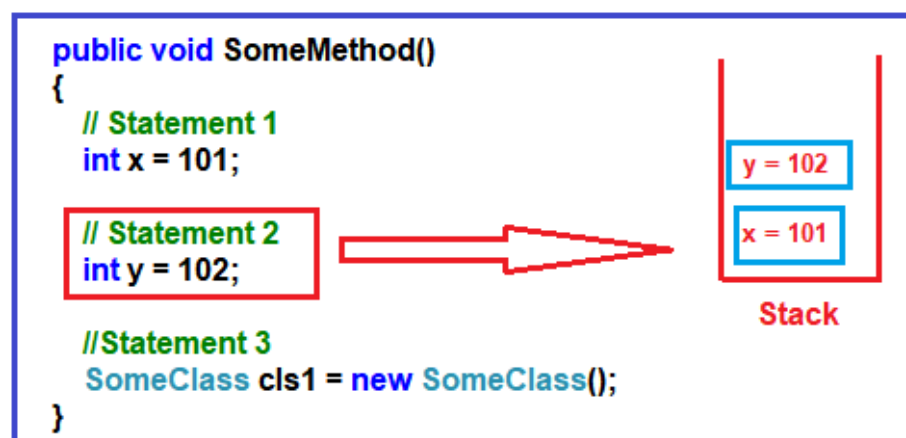 public void SomeMethod()
{
// Statement 1
int x = 101;
// Statement 2
int y = 102;
//Statement 3
SomeClass cls1 = new SomeClass();
}
y = 102
x = 101
Stack